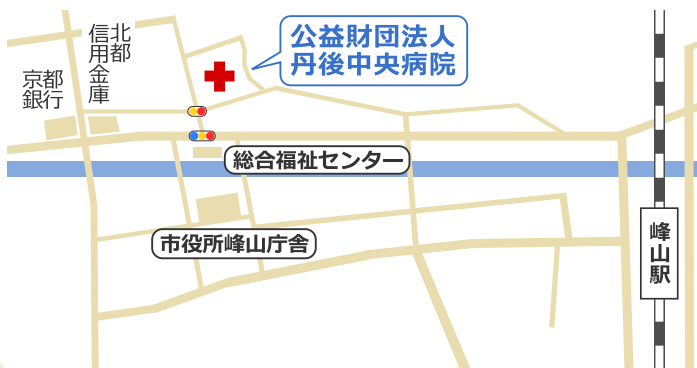 公益財団法人
丹後中央病院
北都
信用金庫
京都
銀行
総合福祉センター
市役所峰山庁舎
峰山駅